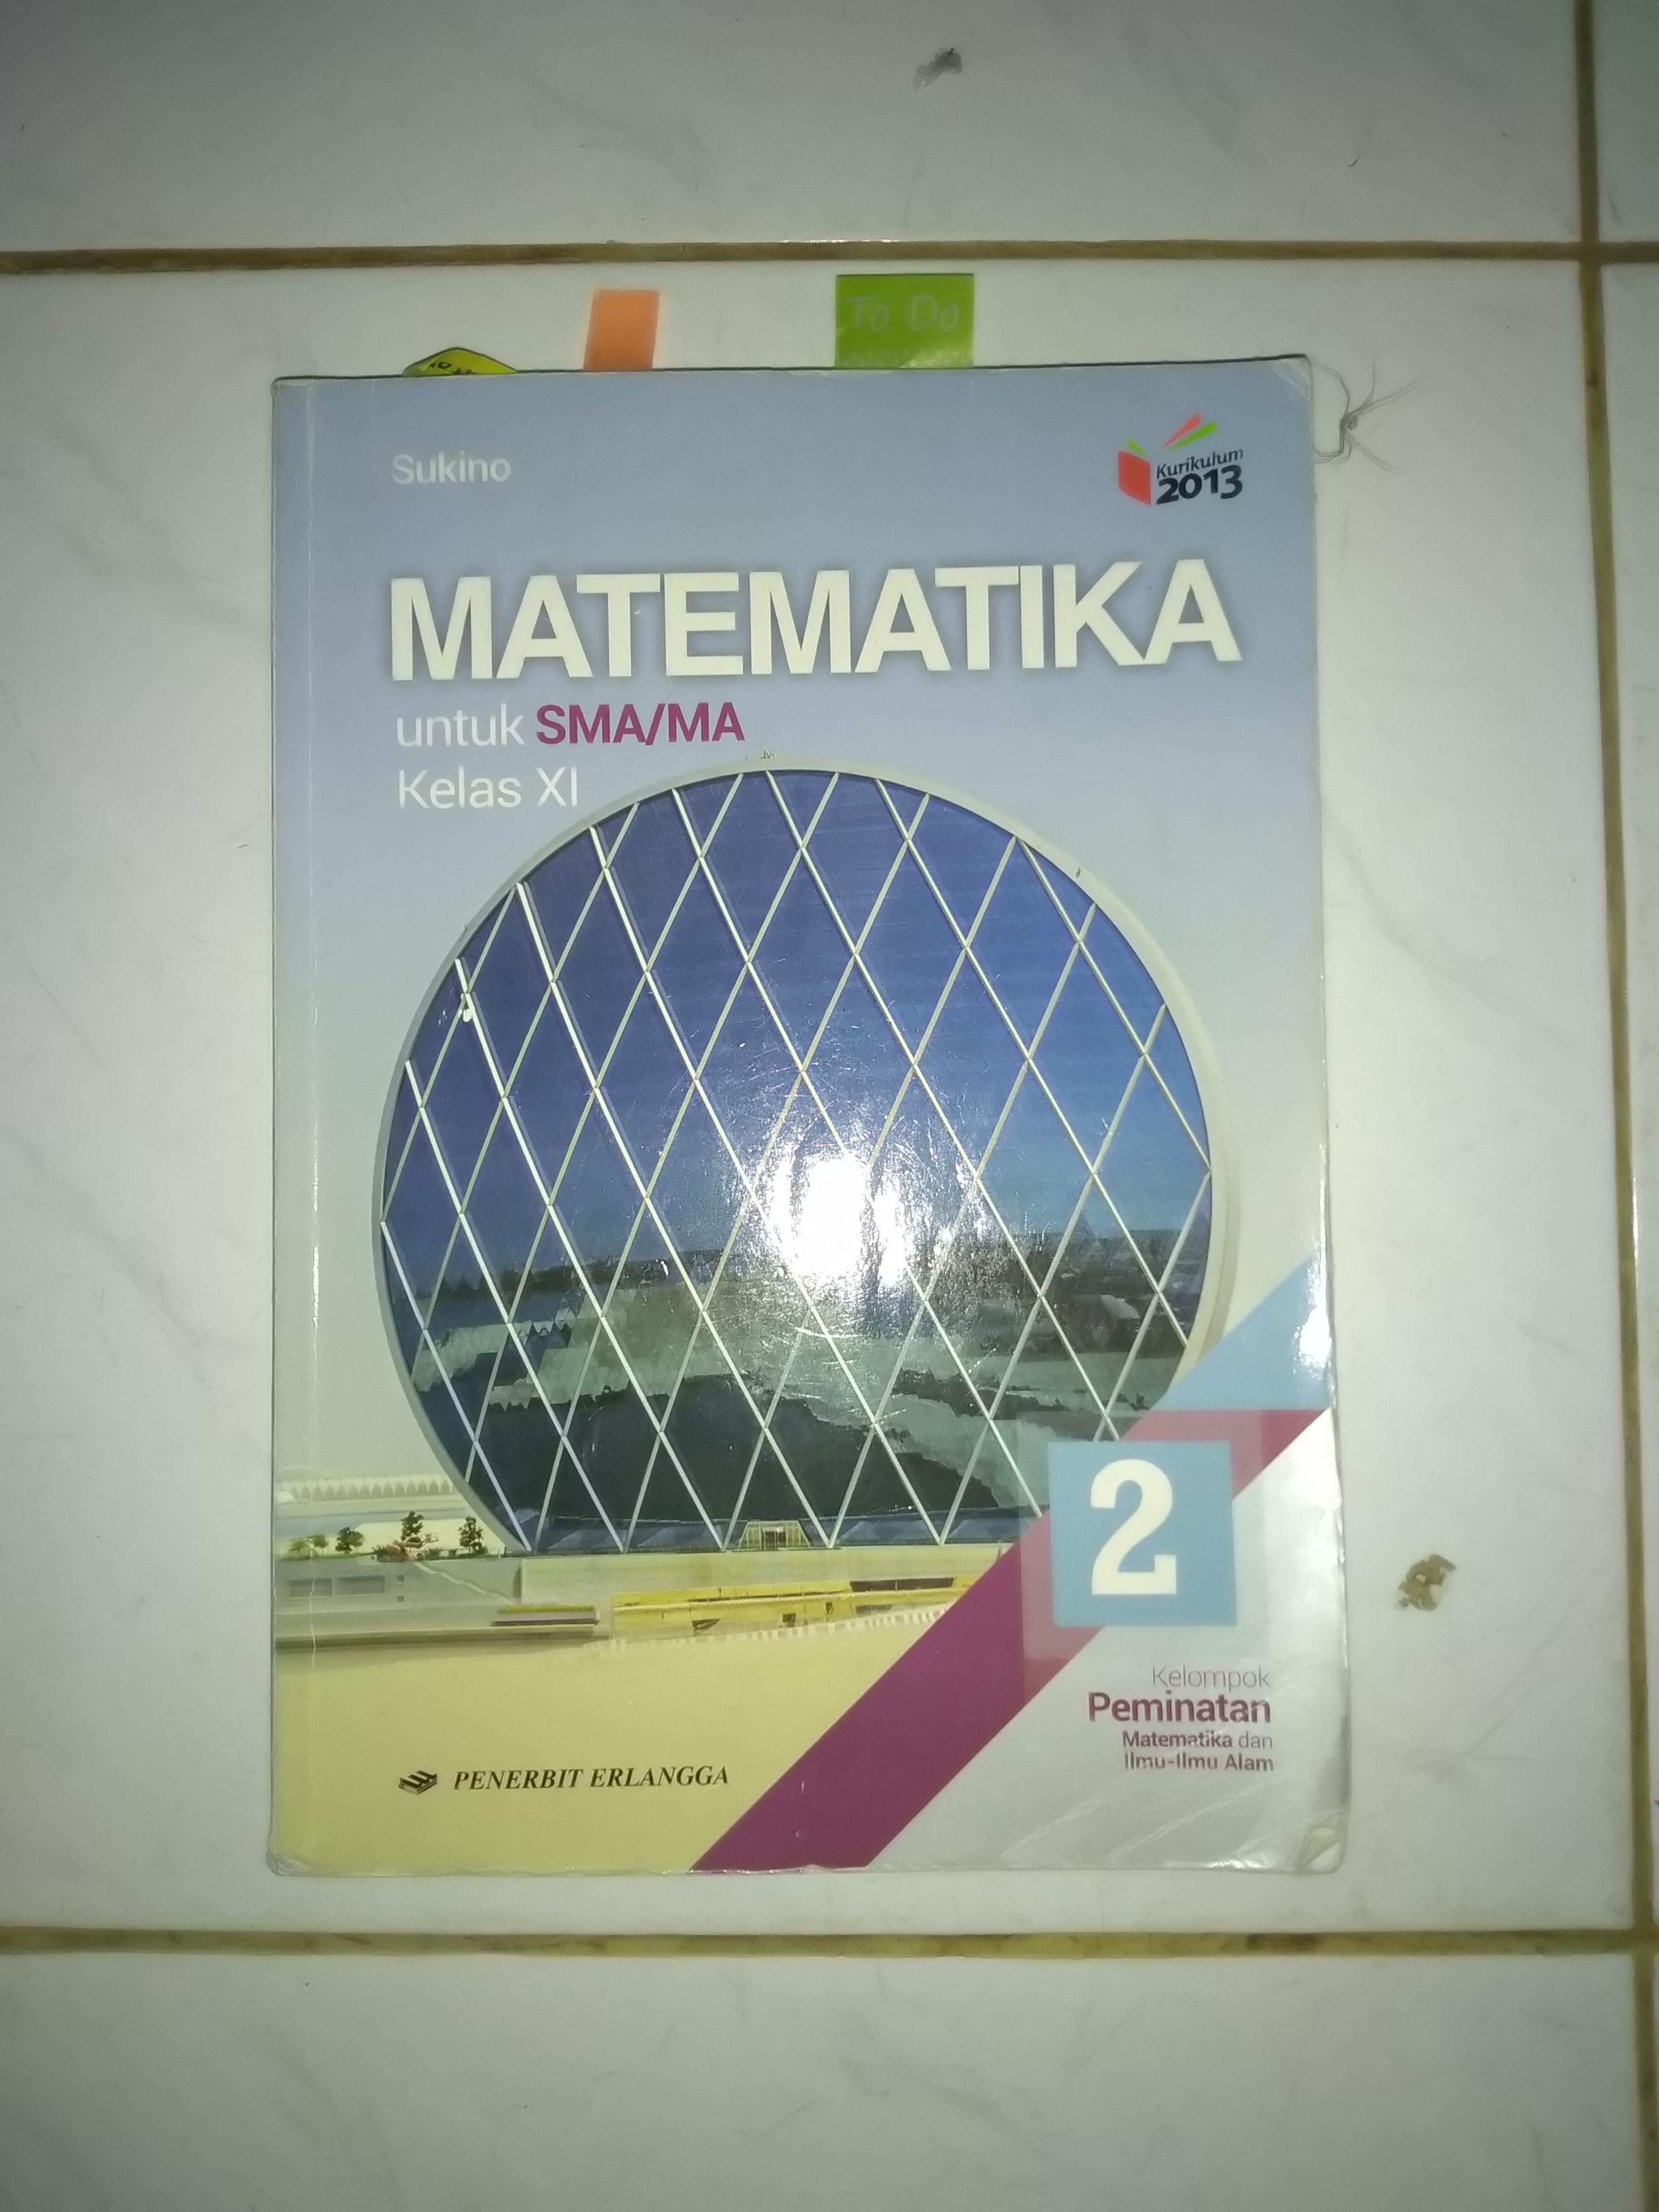 To Do
Sukino
Kurikulum
2013
MATEMATIKA
untuk SMA/MA
Kelas XI
2
Kelompok
Peminatan
Matematika dan
Ilmu-Ilmu Alam
PENERBIT ERLANGGA